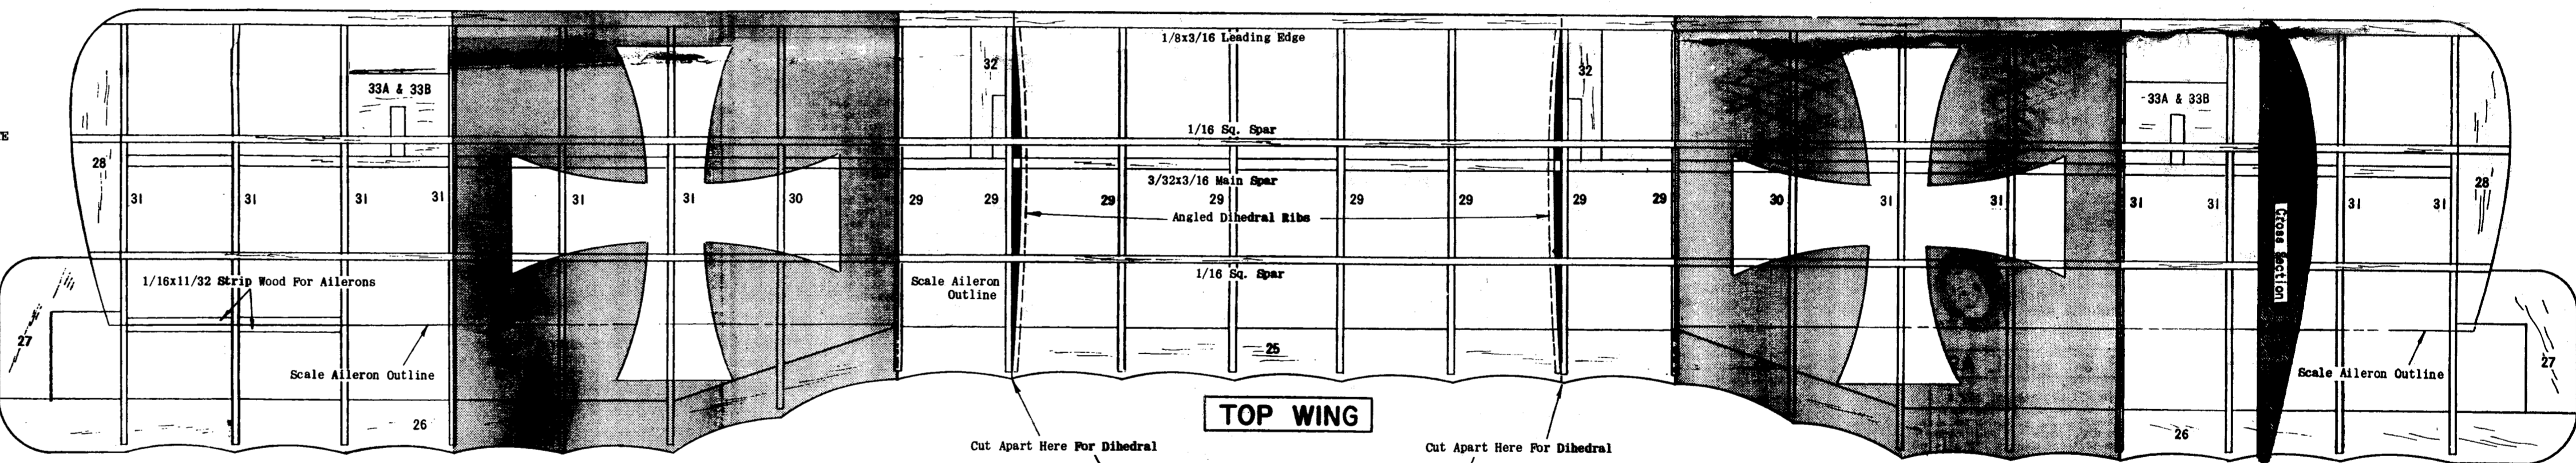 1/8x3/16 Leading Edge
32
32
33A & 33B
33A & 33B
E
1/16 Sq. Spar
28
3/32x3/16 Main Spar
28
31
31
31
31
31
31
30
29
29
29
29
29
29
29
29
30
31
31
31
31
31
31
Angled Dihedral Ribs
Cross Section
1/16 Sq. Spar
1/16x11/32 Strip Wood For Ailerons
Scale Aileron
Outline
27
25
27
Scale Aileron Outline
Scale Aileron Outline
TOP WING
26
26
Cut Apart Here For Dihedral
Cut Apart Here For Dihedral